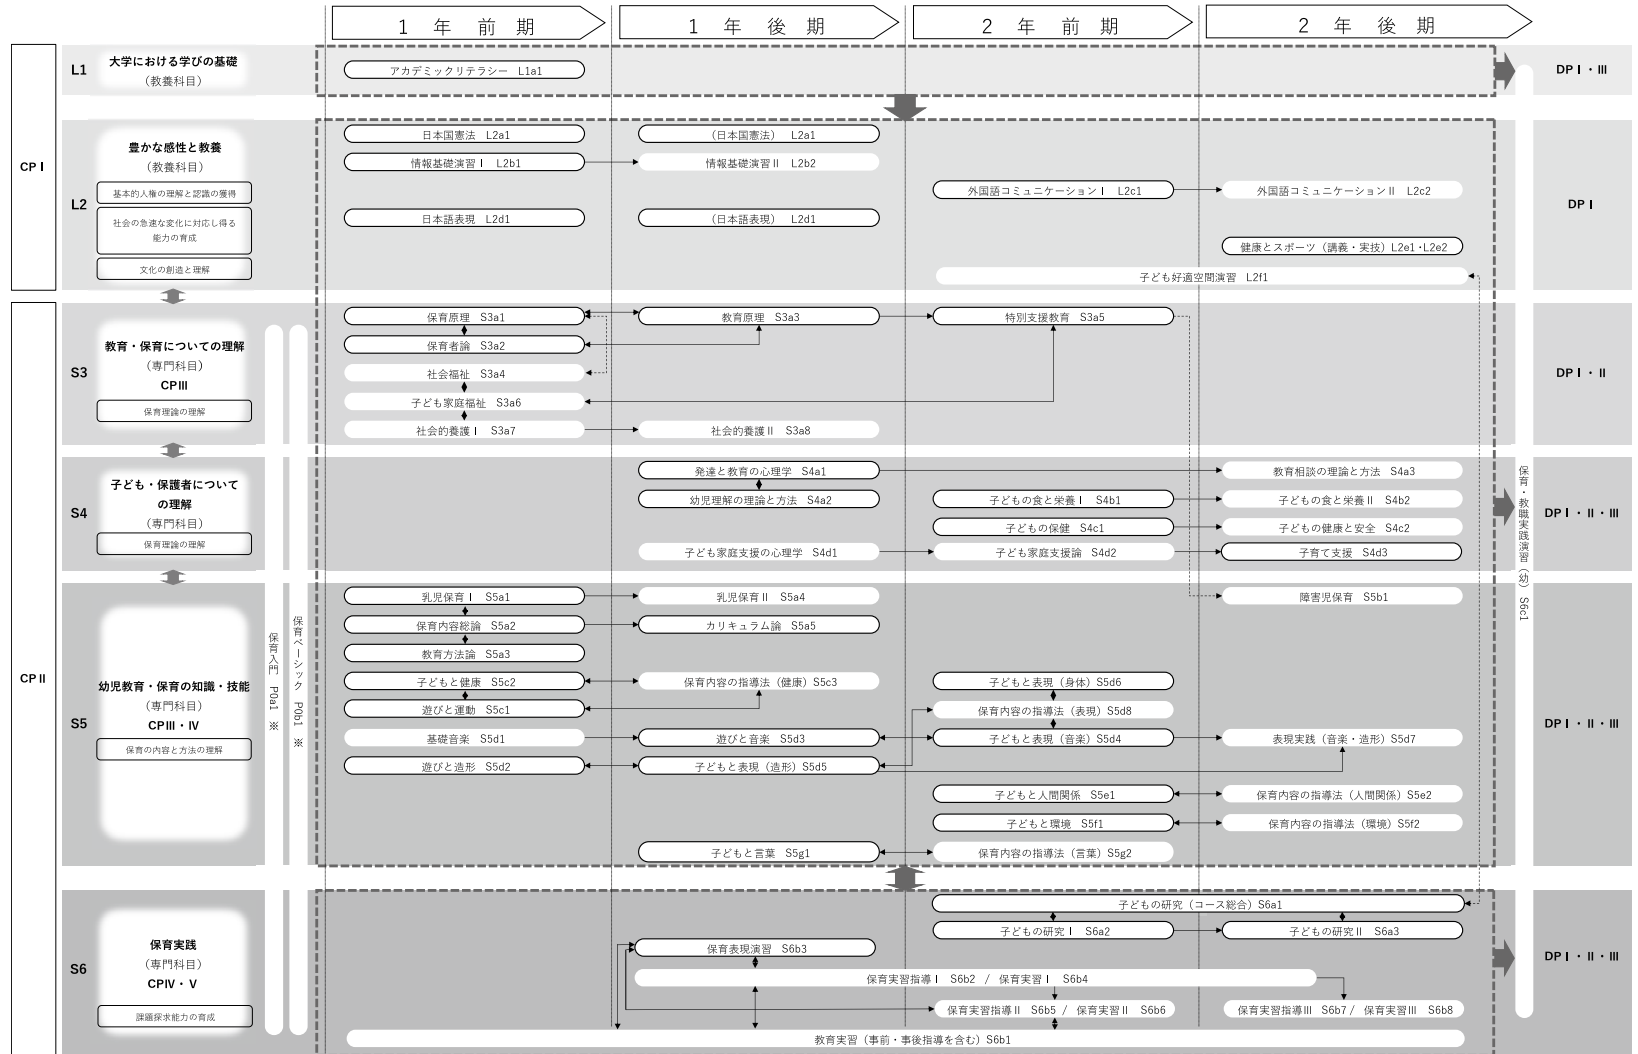 1 年 前 期
1 年 後 期
2 年 前 期
2 年 後 期
CP I
L1
大学における学びの基礎
(教養科目)
アカデミックリテラシー L1a1
DP I・III
L2
豊かな感性と教養
(教養科目)
基本的人権の理解と認識の獲得
社会の急速な変化に対応し得る
能力の育成
文化の創造と理解
日本国憲法 L2a1
(日本国憲法) L2a1
情報基礎演習 I L2b1
情報基礎演習 II L2b2
外国語コミュニケーション I L2c1
外国語コミュニケーション II L2c2
日本語表現 L2d1
(日本語表現) L2d1
健康とスポーツ(講義・実技) L2e1・L2e2
子ども好適空間演習 L2f1
DP I
CP II
S3
教育・保育についての理解
(専門科目)
CPIII
保育理論の理解
保育原理 S3a1
教育原理 S3a3
特別支援教育 S3a5
保育者論 S3a2
社会福祉 S3a4
子ども家庭福祉 S3a6
社会的養護 I S3a7
社会的養護 II S3a8
DP I・II
S4
子ども・保護者について
の理解
(専門科目)
保育理論の理解
発達と教育の心理学 S4a1
教育相談の理論と方法 S4a3
幼児理解の理論と方法 S4a2
子どもの食と栄養 I S4b1
子どもの食と栄養 II S4b2
子どもの保健 S4c1
子どもの健康と安全 S4c2
子ども家庭支援の心理学 S4d1
子ども家庭支援論 S4d2
子育て支援 S4d3
DP I・II・III
保育・教職実践演習(幼) S6c1
保育入門 P0a1 ※
保育ベーシック P0b1 ※
S5
幼児教育・保育の知識・技能
(専門科目)
CPIII・IV
保育の内容と方法の理解
乳児保育 I S5a1
乳児保育 II S5a4
障害児保育 S5b1
保育内容総論 S5a2
カリキュラム論 S5a5
教育方法論 S5a3
子どもと健康 S5c2
保育内容の指導法(健康) S5c3
子どもと表現(身体) S5d6
遊びと運動 S5c1
保育内容の指導法(表現) S5d8
基礎音楽 S5d1
遊びと音楽 S5d3
子どもと表現(音楽) S5d4
表現実践(音楽・造形) S5d7
遊びと造形 S5d2
子どもと表現(造形) S5d5
子どもと人間関係 S5e1
保育内容の指導法(人間関係) S5e2
子どもと環境 S5f1
保育内容の指導法(環境) S5f2
子どもと言葉 S5g1
保育内容の指導法(言葉) S5g2
DP I・II・III
S6
保育実践
(専門科目)
CPIV・V
課題探求能力の育成
子どもの研究(コース総合) S6a1
子どもの研究 I S6a2
子どもの研究 II S6a3
保育表現演習 S6b3
保育実習指導 I S6b2 / 保育実習 I S6b4
保育実習指導 II S6b5 / 保育実習 II S6b6
保育実習指導III S6b7 / 保育実習III S6b8
教育実習(事前・事後指導を含む) S6b1
DP I・II・III